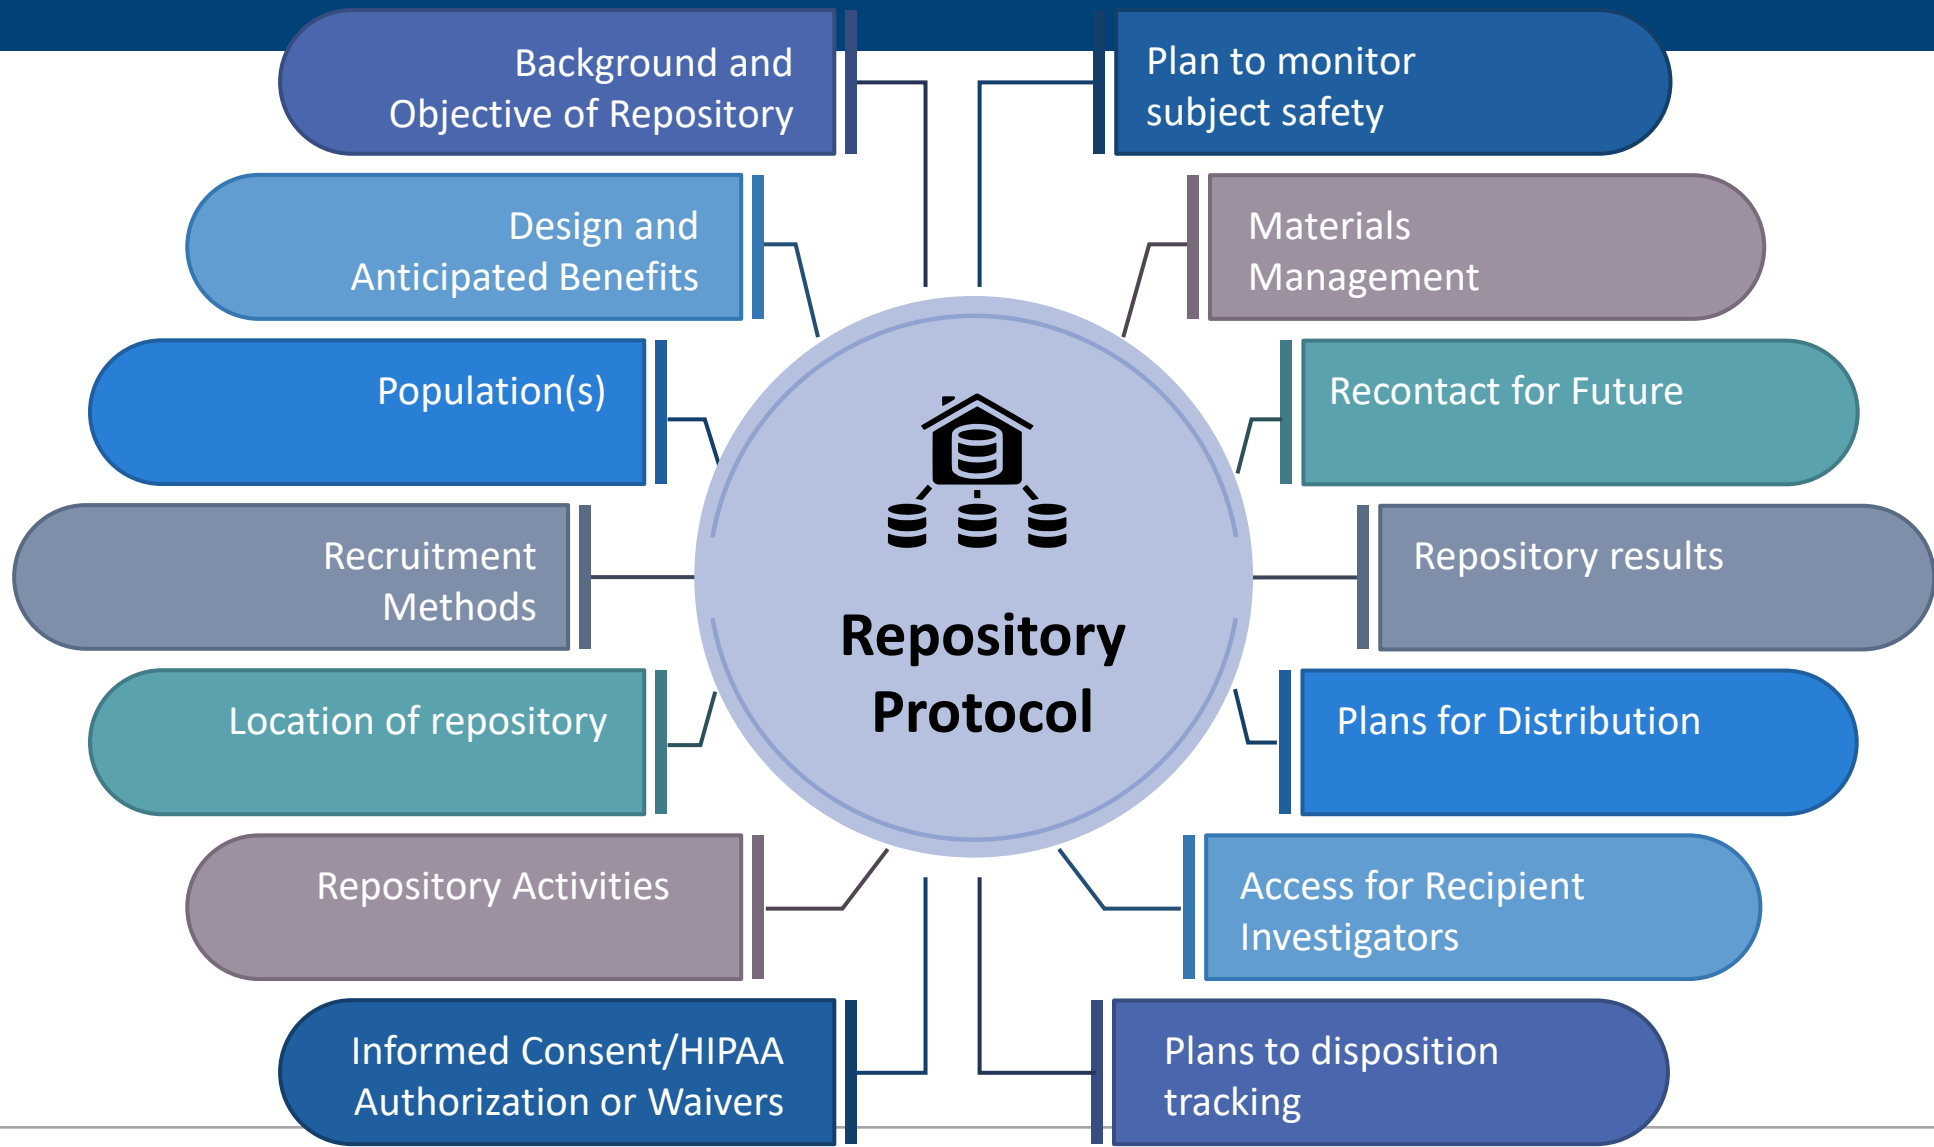 Background and
Objective of Repository
Design and
Anticipated Benefits
Population(s)
Recruitment
Methods
Location of repository
Repository Activities
Informed Consent/HIPAA
Authorization or Waivers
Repository
Protocol
Plan to monitor
subject safety
Materials
Management
Recontact for Future
Repository results
Plans for Distribution
Access for Recipient
Investigators
Plans to disposition
tracking